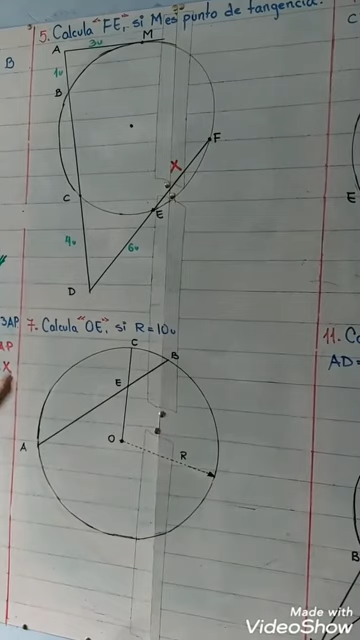 5. Calcula "FE", si M es punto de tangencia.
C
A
3u
M
1u
B
B
F
X
C
E
E
4u
6u
D
3AP
7. Calcula "OE", si R = 10u
11. Co
AP
AD=
X
C
B
E
A
O
R
B
Made with
VideoShow